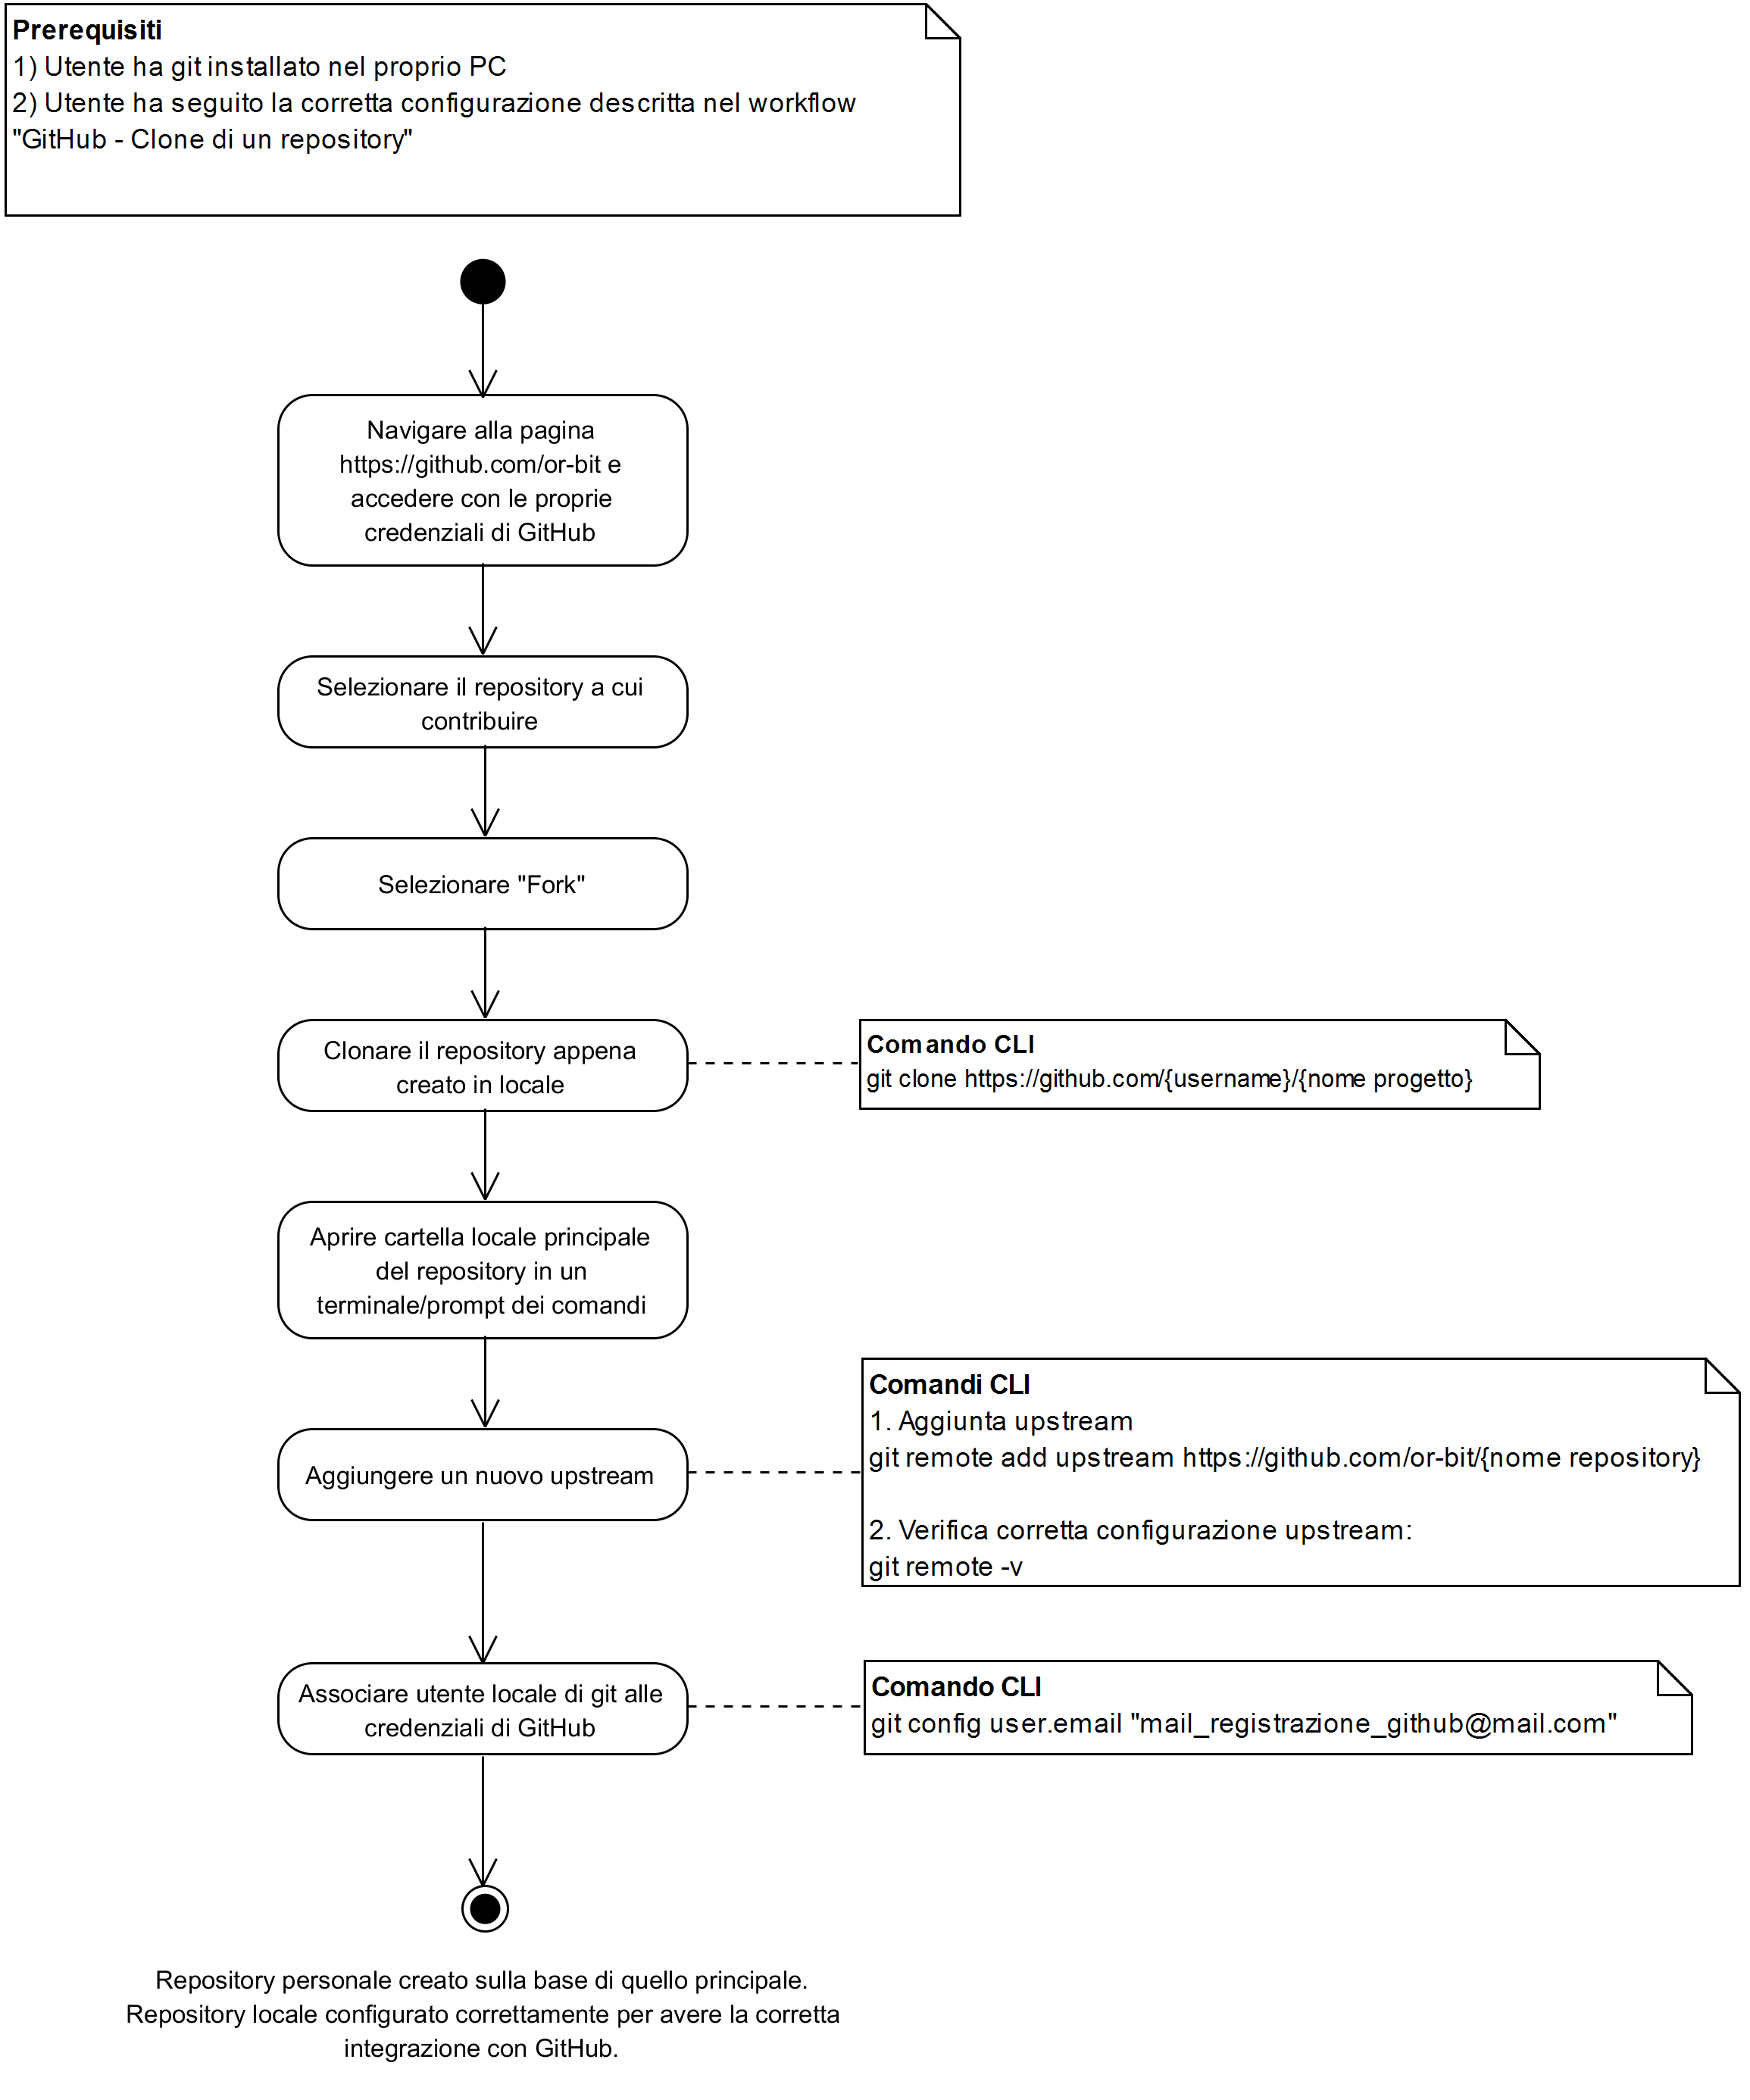 Prerequisiti
1) Utente ha git installato nel proprio PC
2) Utente ha seguito la corretta configurazione descritta nel workflow
"GitHub - Clone di un repository"
Navigare alla pagina
https://github.com/or-bit e
accedere con le proprie
credenziali di GitHub
Selezionare il repository a cui
contribuire
Selezionare "Fork"
Clonare il repository appena
creato in locale
Comando CLI
git clone https://github.com/{username}/{nome progetto}
Aprire cartella locale principale
del repository in un
terminale/prompt dei comandi
Aggiungere un nuovo upstream
Comandi CLI
1. Aggiunta upstream
git remote add upstream https://github.com/or-bit/{nome repository}
2. Verifica corretta configurazione upstream:
git remote -v
Associare utente locale di git alle
credenziali di GitHub
Comando CLI
git config user.email "mail_registrazione_github@mail.com"
Repository personale creato sulla base di quello principale.
Repository locale configurato correttamente per avere la corretta
integrazione con GitHub.